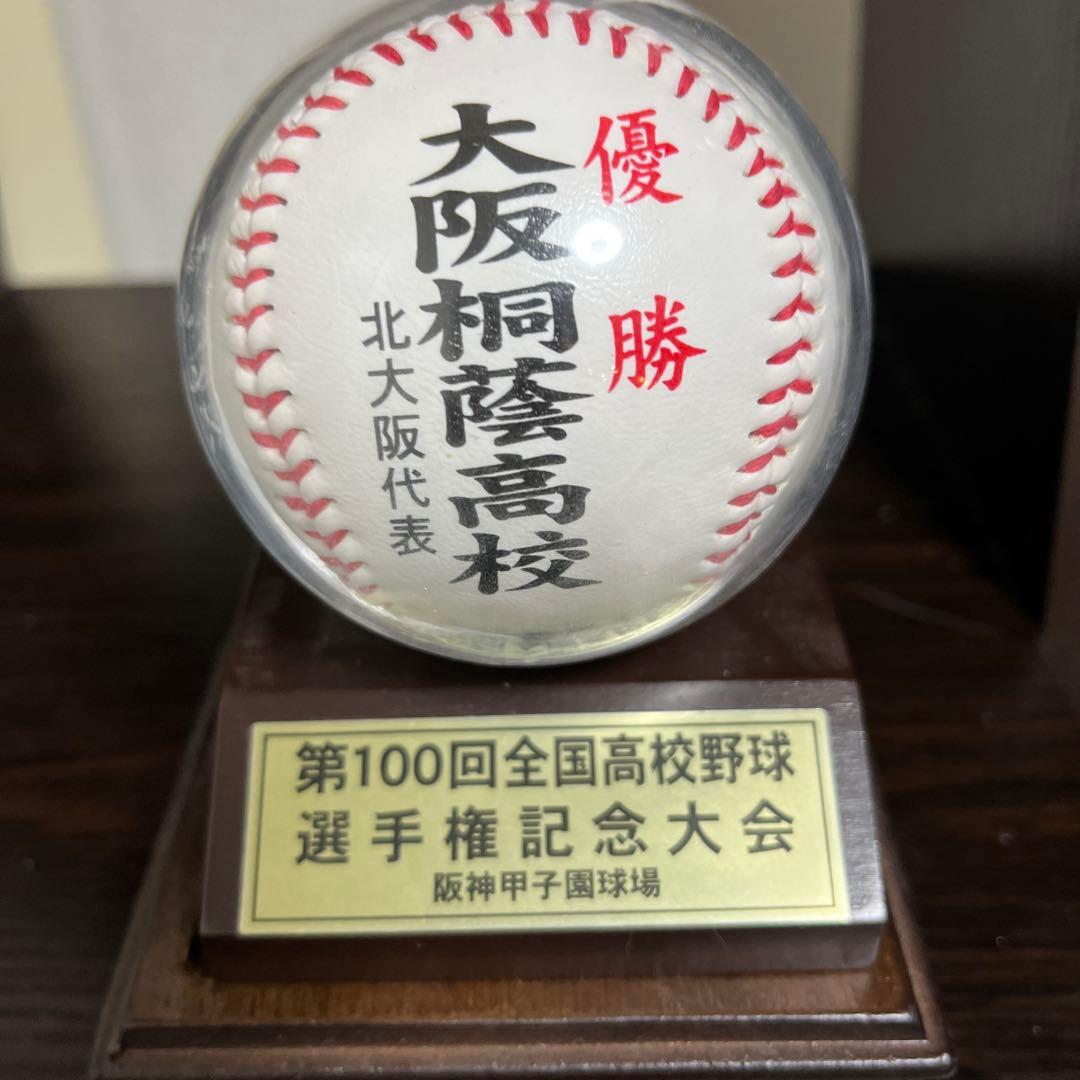 優勝
大阪桐蔭高校
北大阪代表
第100回全国高校野球
選手権記念大会
阪神甲子園球場